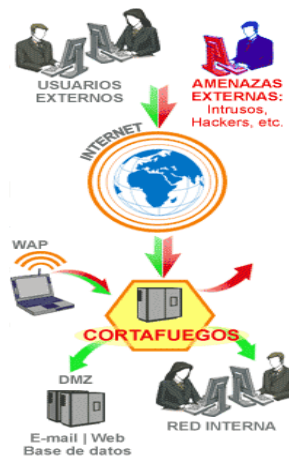 USUARIOS
EXTERNOS
AMENAZAS
EXTERNAS:
Intrusos,
Hackers, etc.
INTERNET
WAP
CORTAFUEGOS
DMZ
E-mail | Web
Base de datos
RED INTERNA